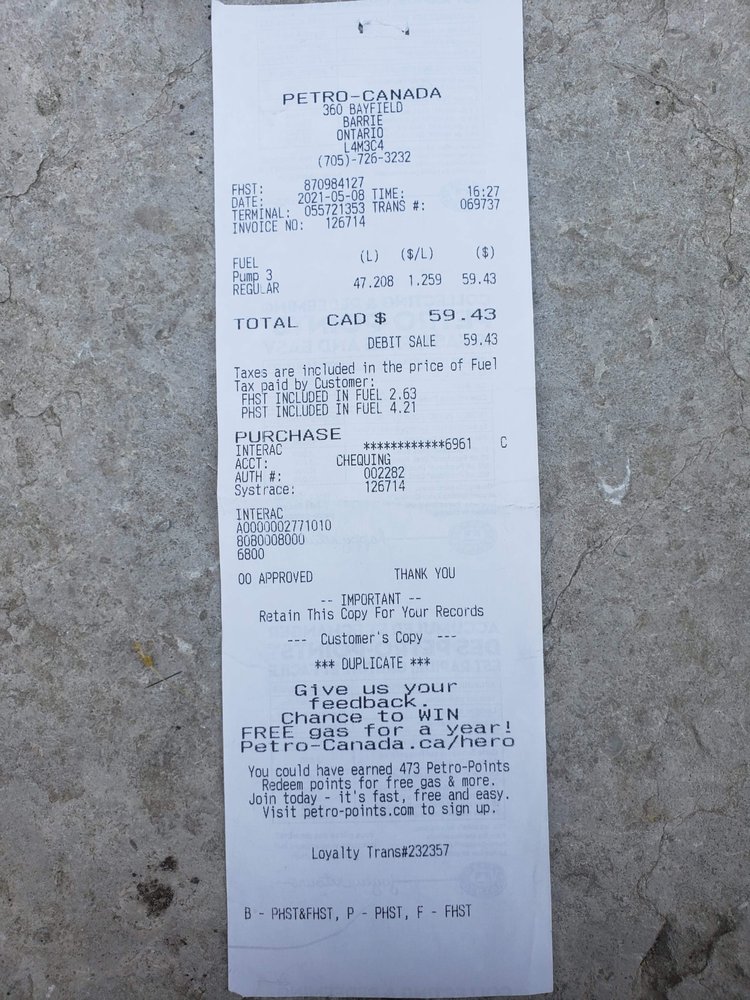 PETRO-CANADA
360 BAYFIELD
BARRIE
ONTARIO
L4M3C4
(705)-726-3232
FHST: 870984127
DATE: 2021-05-08 TIME: 16:27
TERMINAL: 055721353 TRANS #: 069737
INVOICE NO: 126714
FUEL (L) ($/L) ($)
Pump 3
REGULAR 47.208 1.259 59.43
TOTAL CAD $ 59.43
DEBIT SALE 59.43
Taxes are included in the price of Fuel
Tax paid by Customer:
FHST INCLUDED IN FUEL 2.63
PHST INCLUDED IN FUEL 4.21
PURCHASE
INTERAC ************6961 C
ACCT: CHEQUING
AUTH #: 002282
Systrace: 126714
INTERAC
A0000002771010
8080008000
6800
00 APPROVED THANK YOU
-- IMPORTANT --
Retain This Copy For Your Records
--- Customer's Copy ---
*** DUPLICATE ***
Give us your
feedback.
Chance to WIN
FREE gas for a year!
Petro-Canada.ca/hero
You could have earned 473 Petro-Points
Redeem points for free gas & more.
Join today - it's fast, free and easy.
Visit petro-points.com to sign up.
Loyalty Trans#232357
B - PHST&FHST, P - PHST, F - FHST